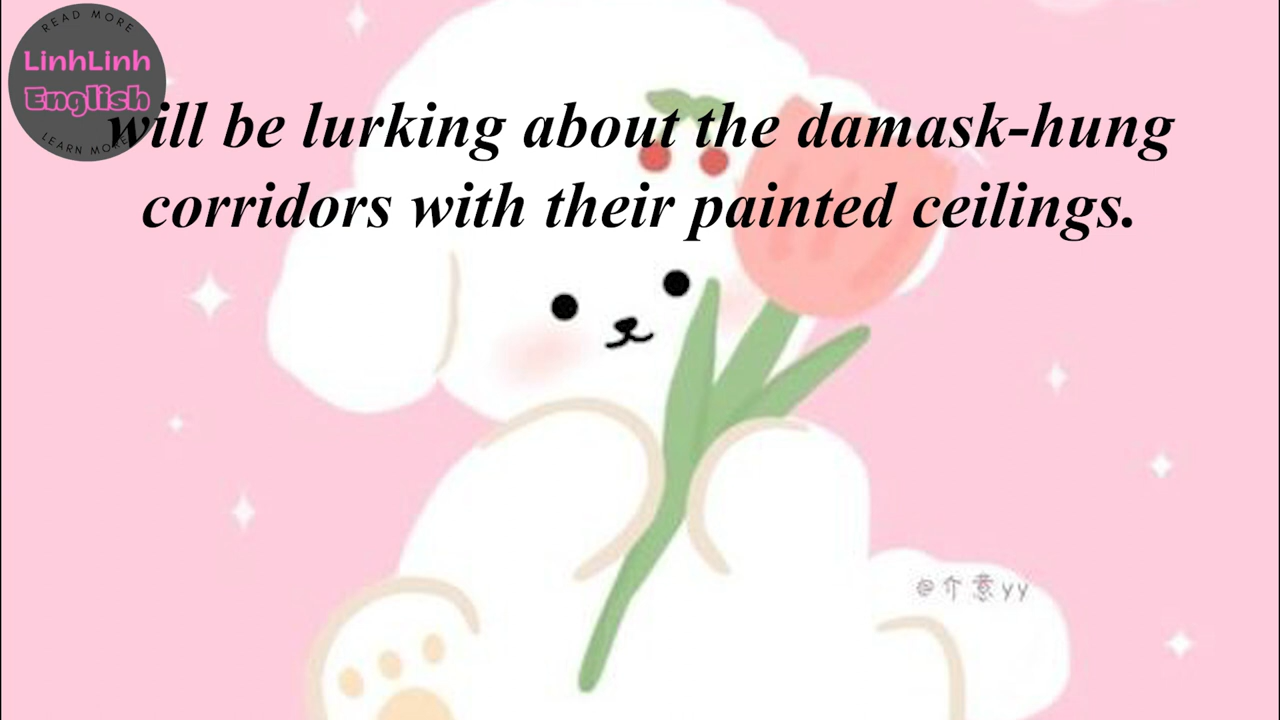 READ MORE
LinhLinh
English
LEARN MORE
will be lurking about the damask-hung
corridors with their painted ceilings.
@介意yy